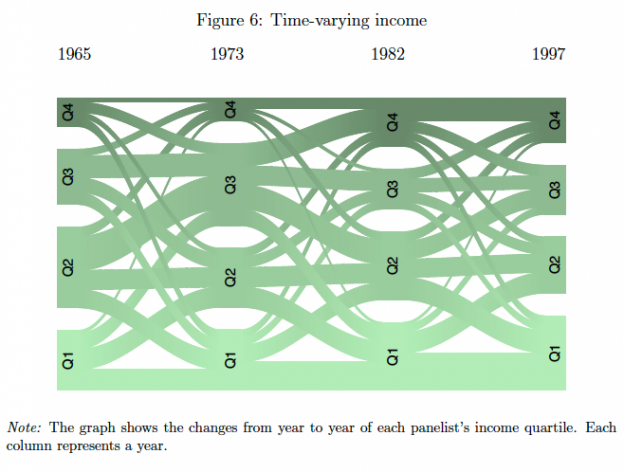 Figure 6: Time-varying income
1965 1973 1982 1997
Q4 Q4 Q4 Q4
Q3 Q3 Q3 Q3
Q2 Q2 Q2 Q2
Q1 Q1 Q1 Q1
Note: The graph shows the changes from year to year of each panelist's income quartile. Each
column represents a year.